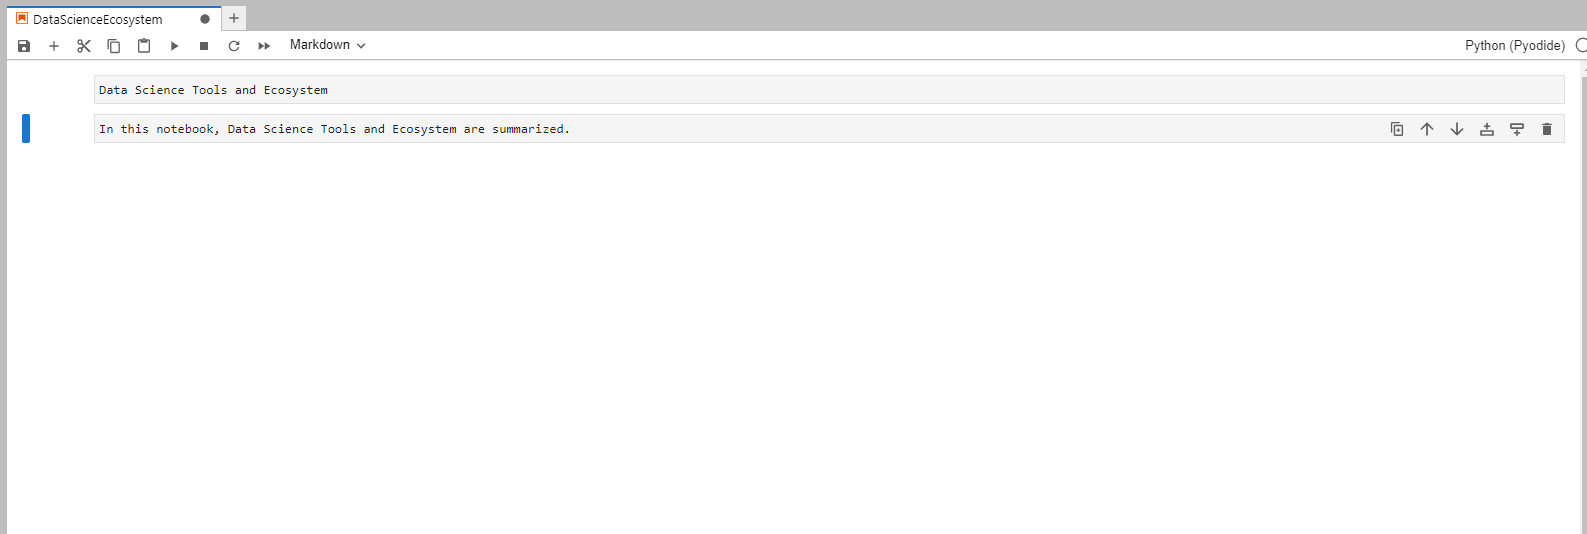 DataScienceEcosystem
Markdown
Python (Pyodide)
Data Science Tools and Ecosystem
In this notebook, Data Science Tools and Ecosystem are summarized.